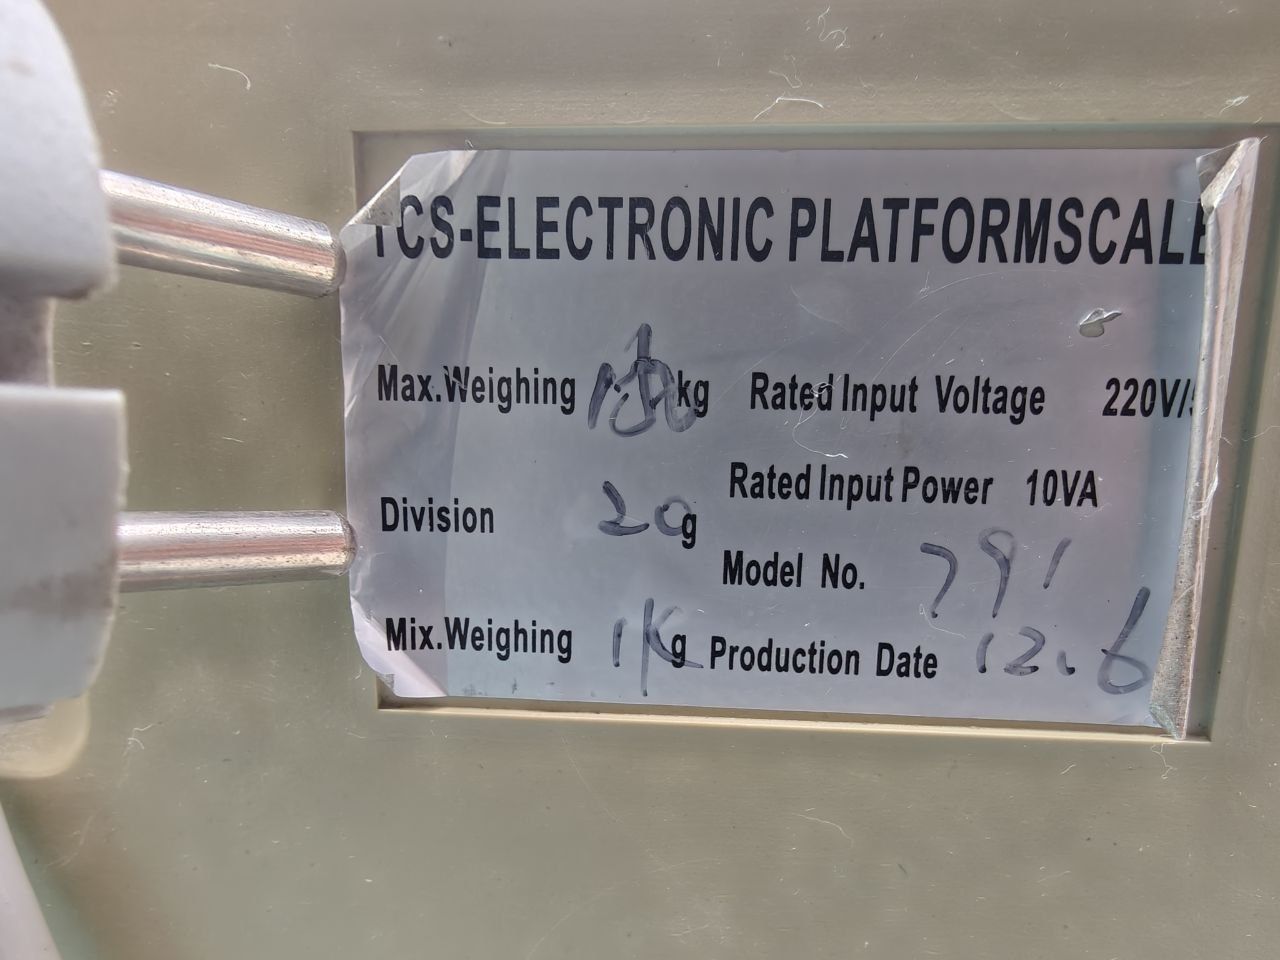 TCS-ELECTRONIC PLATFORMSCALE
Max.Weighing kg Rated Input Voltage 220V/
Rated Input Power 10VA
Division 20g
Model No. 791
Mix.Weighing 1Kg Production Date 12.6